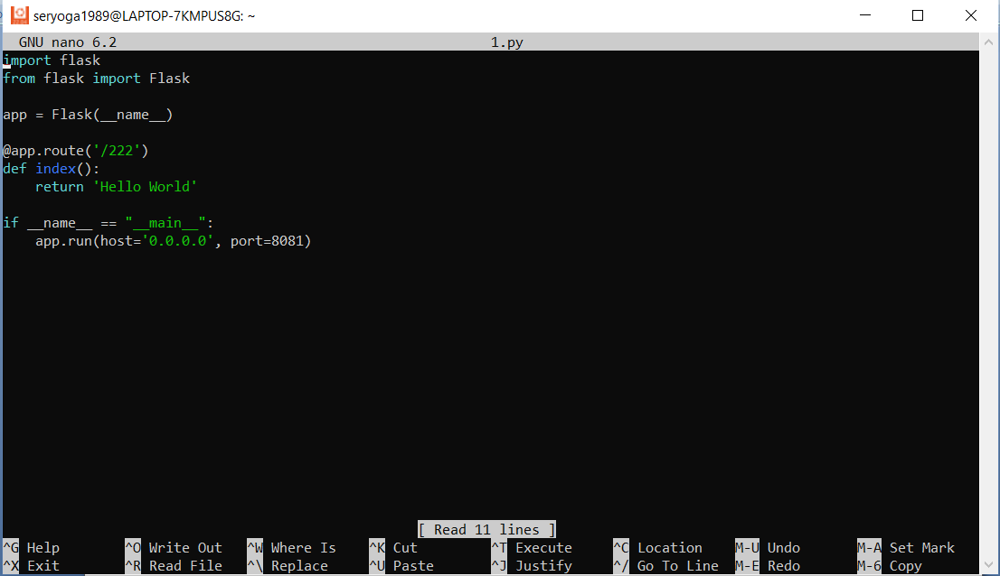 seryoga1989@LAPTOP-7KMPUS8G: ~
GNU nano 6.2 1.py
import flask
from flask import Flask

app = Flask(__name__)

@app.route('/222')
def index():
    return 'Hello World'

if __name__ == "__main__":
    app.run(host='0.0.0.0', port=8081)

[ Read 11 lines ]
^G Help ^O Write Out ^W Where Is ^K Cut ^T Execute ^C Location M-U Undo M-A Set Mark
^X Exit ^R Read File ^\ Replace ^U Paste ^J Justify ^/ Go To Line M-E Redo M-6 Copy